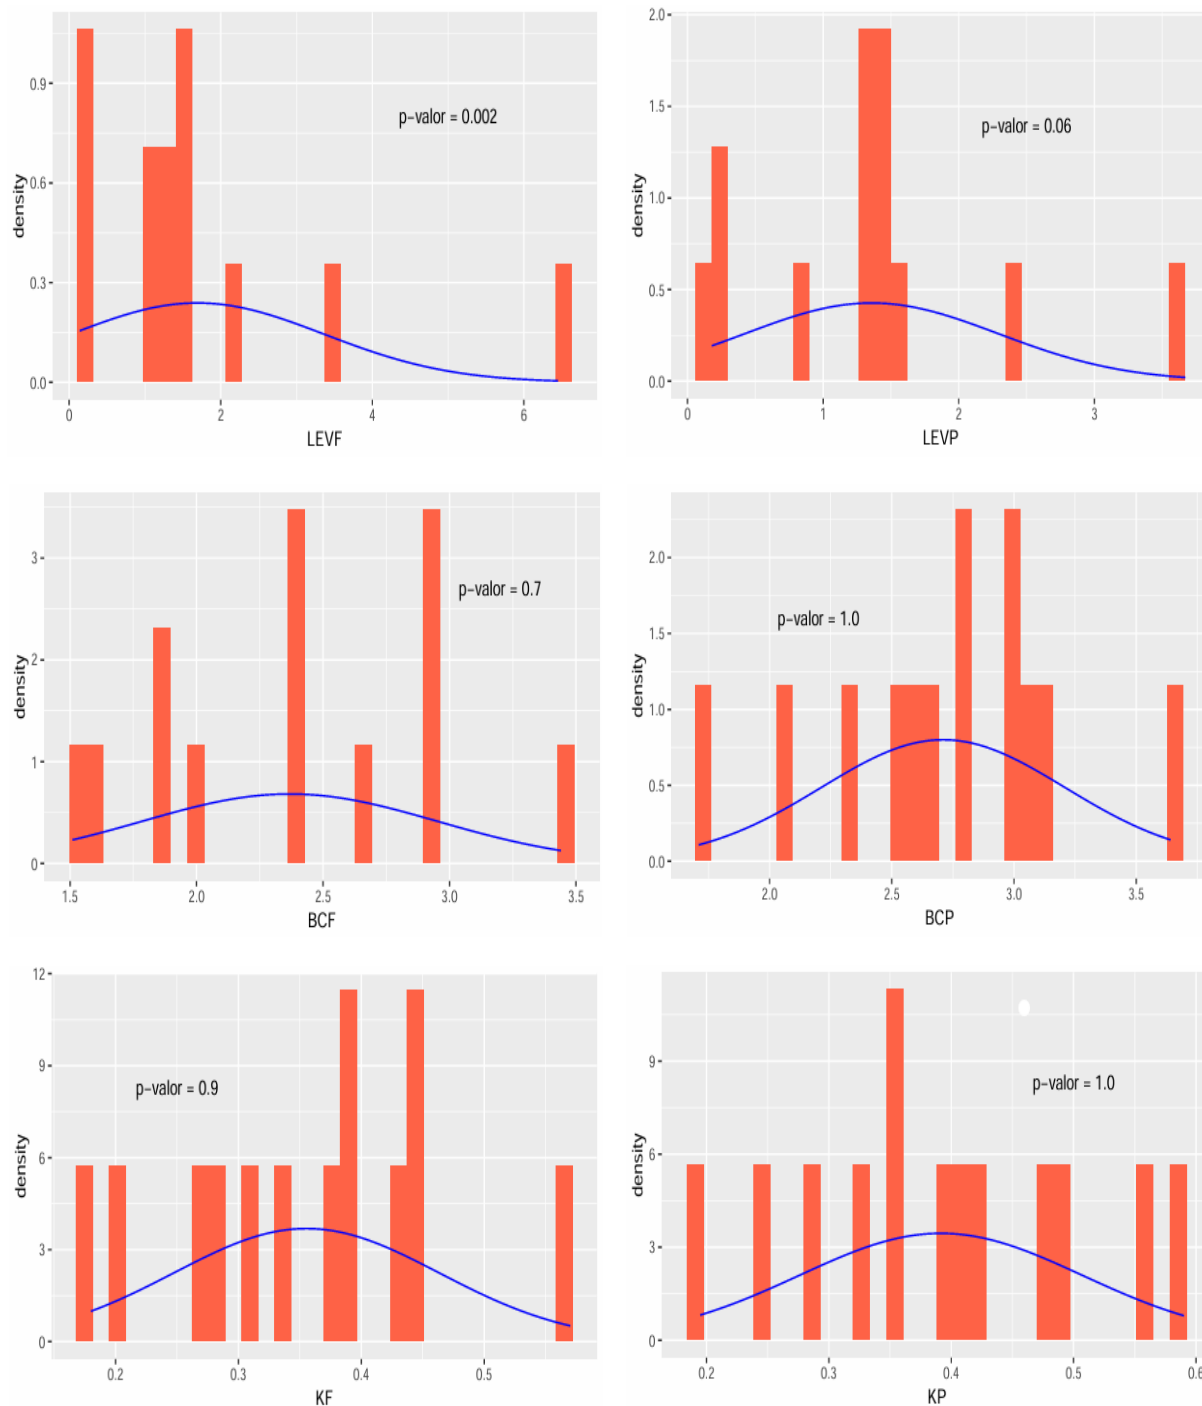 density
0.9
0.6
0.3
0.0
p-valor = 0.002
0 2 4 6
LEVF
density
2.0
1.5
1.0
0.5
0.0
p-valor = 0.06
0 1 2 3
LEVP
density
3
2
1
0
p-valor = 0.7
1.5 2.0 2.5 3.0 3.5
BCF
density
2.0
1.5
1.0
0.5
0.0
p-valor = 1.0
2.0 2.5 3.0 3.5
BCP
density
12
9
6
3
0
p-valor = 0.9
0.2 0.3 0.4 0.5
KF
density
9
6
3
0
p-valor = 1.0
0.2 0.3 0.4 0.5 0.6
KP